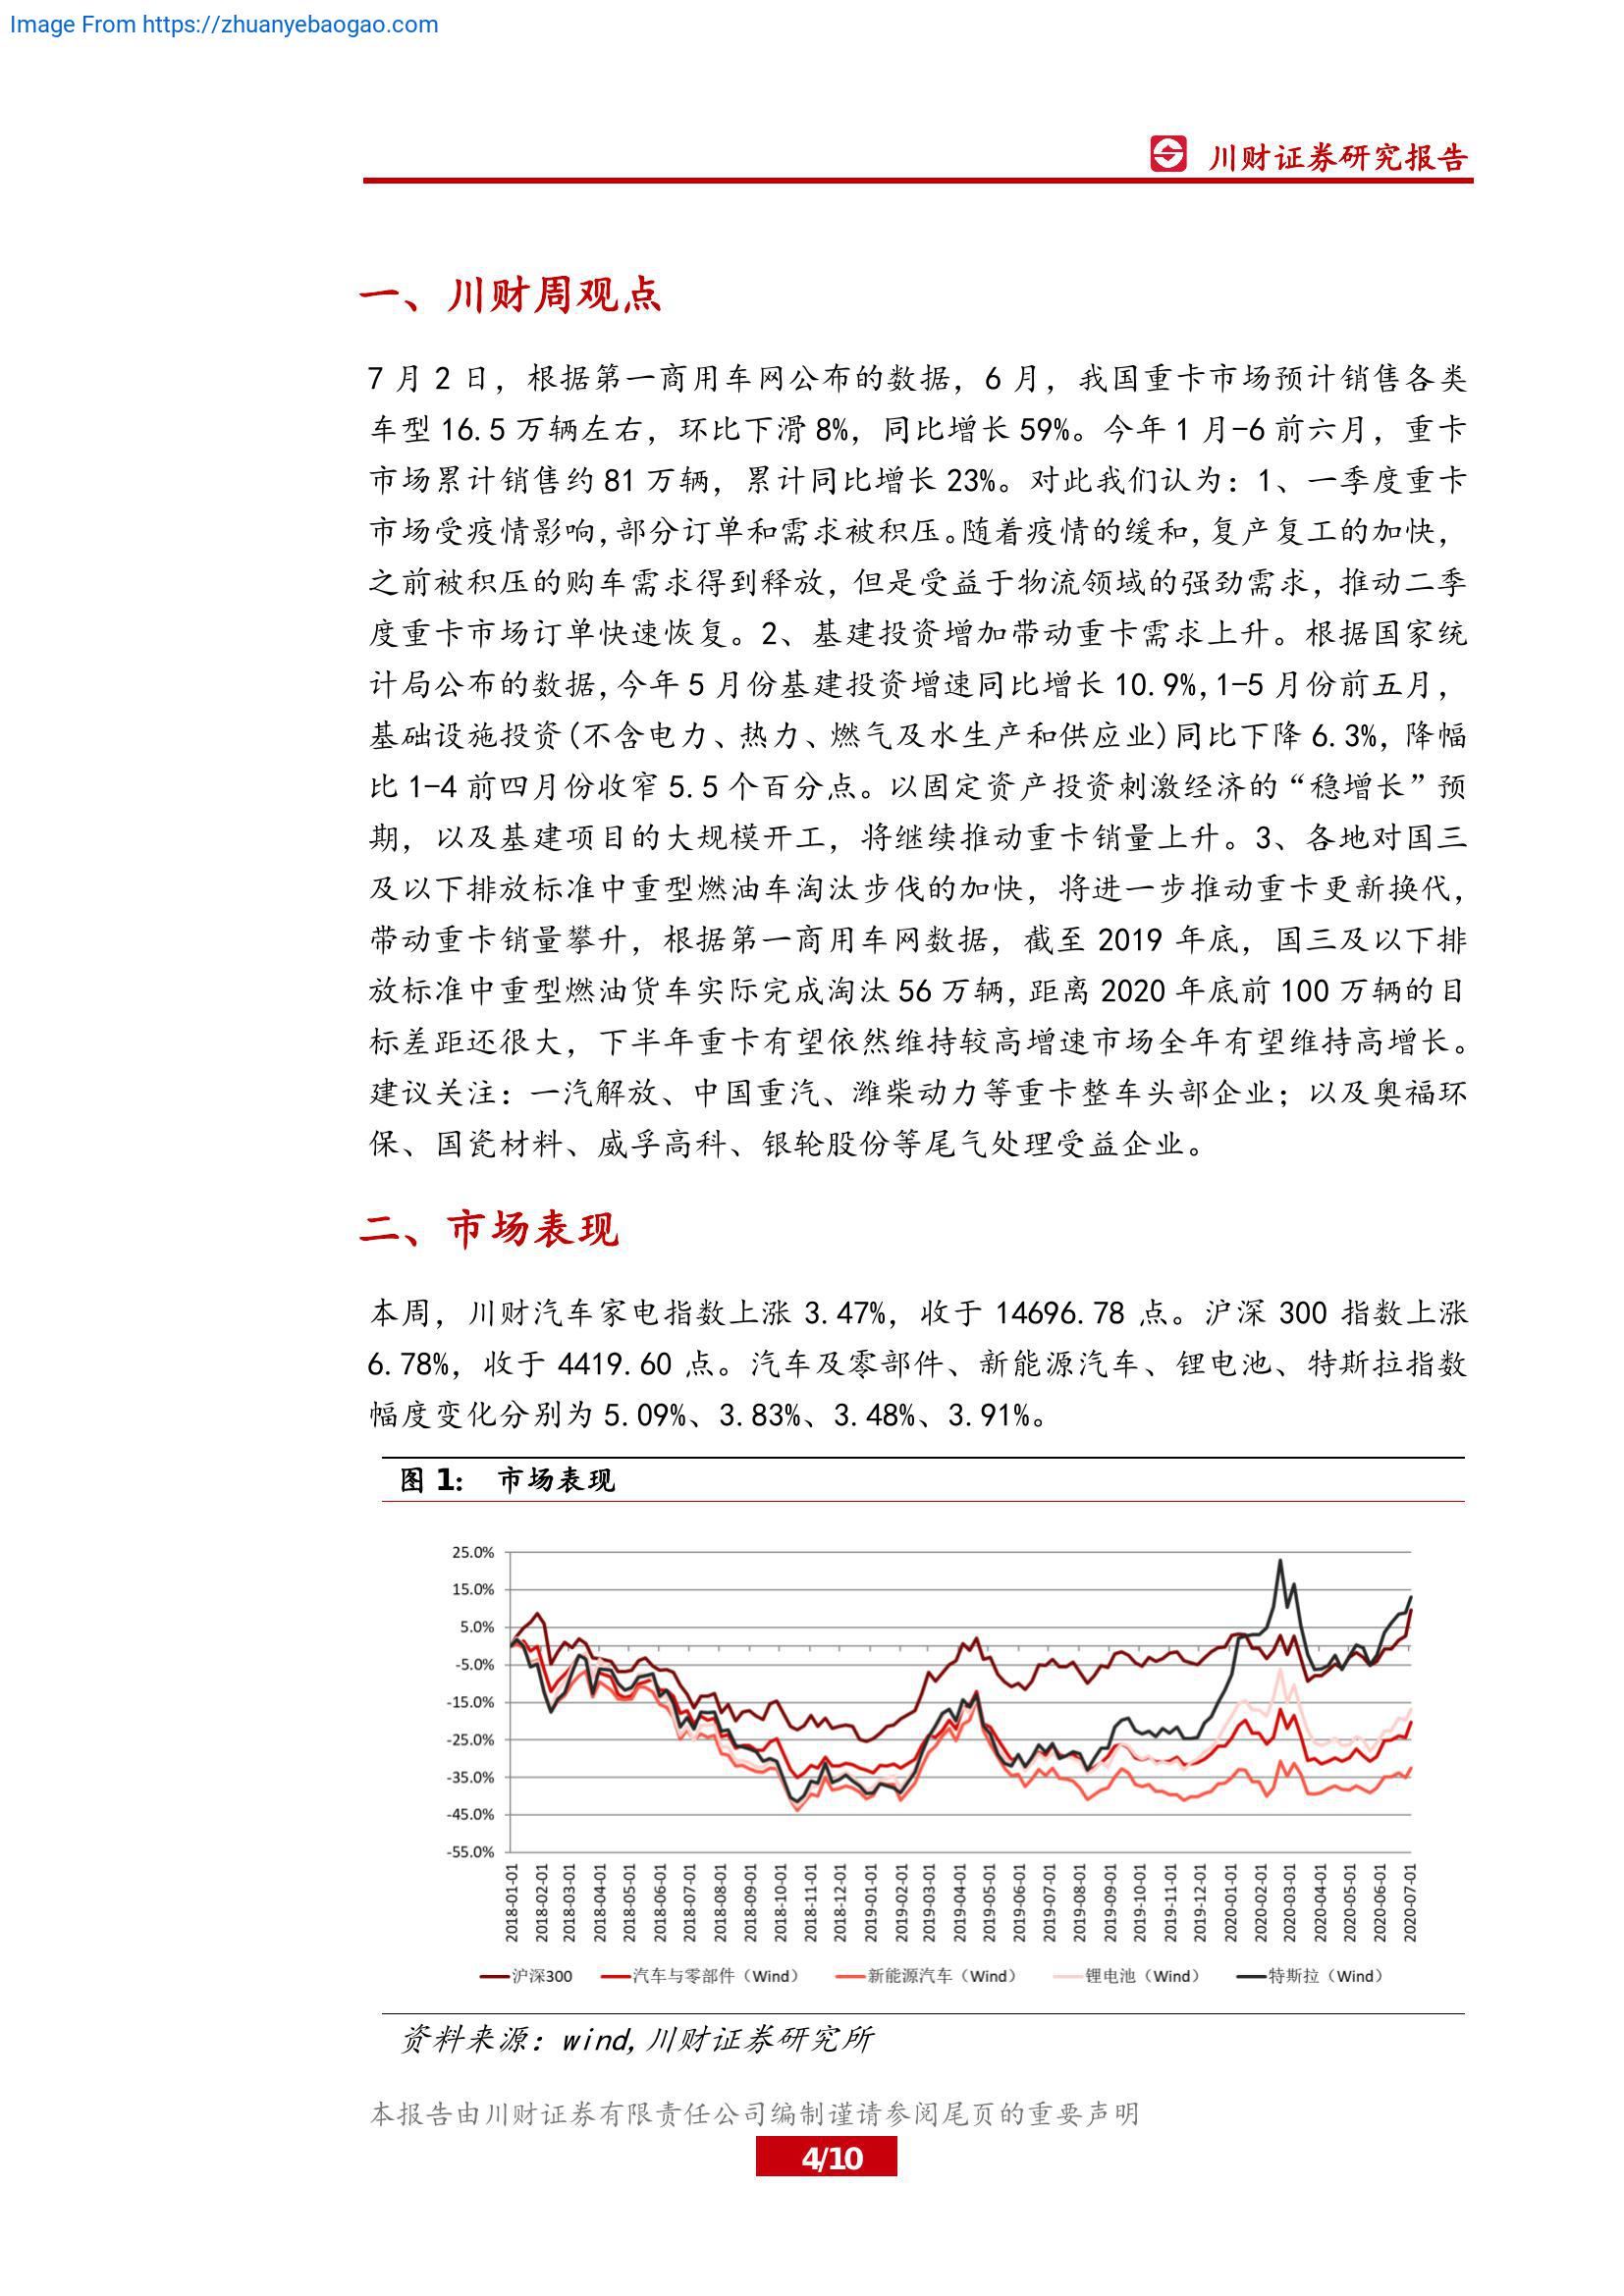 Image From https://zhuanyebaogao.com
川财证券研究报告
一、川财周观点
7 月 2 日，根据第一商用车网公布的数据，6 月，我国重卡市场预计销售各类
车型 16.5 万辆左右，环比下滑 8%，同比增长 59%。今年 1 月-6 前六月，重卡
市场累计销售约 81 万辆，累计同比增长 23%。对此我们认为：1、一季度重卡
市场受疫情影响,部分订单和需求被积压。随着疫情的缓和,复产复工的加快，
之前被积压的购车需求得到释放，但是受益于物流领域的强劲需求，推动二季
度重卡市场订单快速恢复。2、基建投资增加带动重卡需求上升。根据国家统
计局公布的数据,今年 5 月份基建投资增速同比增长 10.9%,1-5 月份前五月，
基础设施投资(不含电力、热力、燃气及水生产和供应业)同比下降 6.3%，降幅
比 1-4 前四月份收窄 5.5 个百分点。以固定资产投资刺激经济的“稳增长”预
期，以及基建项目的大规模开工，将继续推动重卡销量上升。3、各地对国三
及以下排放标准中重型燃油车淘汰步伐的加快，将进一步推动重卡更新换代，
带动重卡销量攀升，根据第一商用车网数据，截至 2019 年底，国三及以下排
放标准中重型燃油货车实际完成淘汰 56 万辆,距离 2020 年底前 100 万辆的目
标差距还很大，下半年重卡有望依然维持较高增速市场全年有望维持高增长。
建议关注：一汽解放、中国重汽、潍柴动力等重卡整车头部企业；以及奥福环
保、国瓷材料、威孚高科、银轮股份等尾气处理受益企业。
二、市场表现
本周，川财汽车家电指数上涨 3.47%，收于 14696.78 点。沪深 300 指数上涨
6.78%，收于 4419.60 点。汽车及零部件、新能源汽车、锂电池、特斯拉指数
幅度变化分别为 5.09%、3.83%、3.48%、3.91%。
图 1： 市场表现
25.0%
15.0%
5.0%
-5.0%
-15.0%
-25.0%
-35.0%
-45.0%
-55.0%
2018-01-01
2018-02-01
2018-03-01
2018-04-01
2018-05-01
2018-06-01
2018-07-01
2018-08-01
2018-09-01
2018-10-01
2018-11-01
2018-12-01
2019-01-01
2019-02-01
2019-03-01
2019-04-01
2019-05-01
2019-06-01
2019-07-01
2019-08-01
2019-09-01
2019-10-01
2019-11-01
2019-12-01
2020-01-01
2020-02-01
2020-03-01
2020-04-01
2020-05-01
2020-06-01
2020-07-01
沪深300 汽车与零部件（Wind） 新能源汽车（Wind） 锂电池（Wind） 特斯拉（Wind）
资料来源：wind,川财证券研究所
本报告由川财证券有限责任公司编制谨请参阅尾页的重要声明
4/10